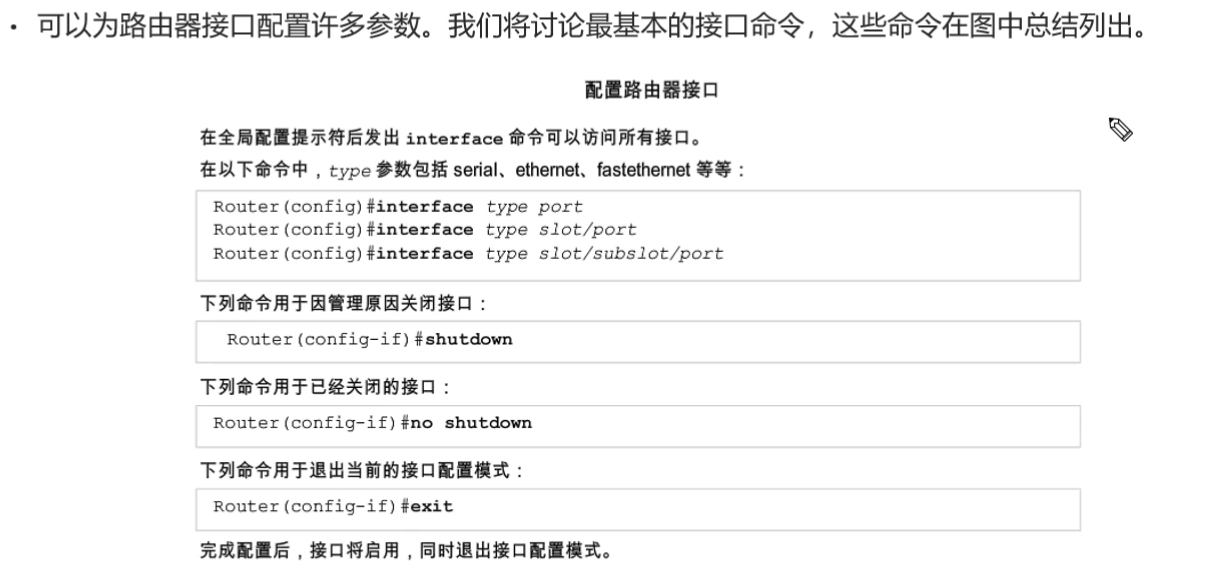 • 可以为路由器接口配置许多参数。我们将讨论最基本的接口命令，这些命令在图中总结列出。
配置路由器接口
在全局配置提示符后发出 interface 命令可以访问所有接口。
在以下命令中，type 参数包括 serial、ethernet、fastethernet 等等：
Router(config)#interface type port
Router(config)#interface type slot/port
Router(config)#interface type slot/subslot/port
下列命令用于因管理原因关闭接口：
Router(config-if)#shutdown
下列命令用于已经关闭的接口：
Router(config-if)#no shutdown
下列命令用于退出当前的接口配置模式：
Router(config-if)#exit
完成配置后，接口将启用，同时退出接口配置模式。